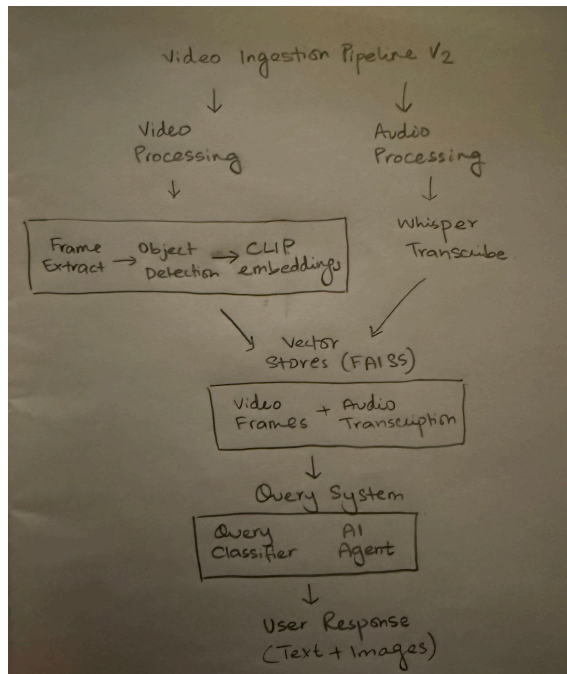 Video Ingestion Pipeline V2
Video
Processing
Audio
Processing
Frame
Extract
Object
Detection
CLIP
embeddings
Whisper
Transcribe
Vector
Stores (FAISS)
Video
Frames
+ Audio
Transcription
Query System
Query
Classifier
AI
Agent
User Response
(Text + Images)